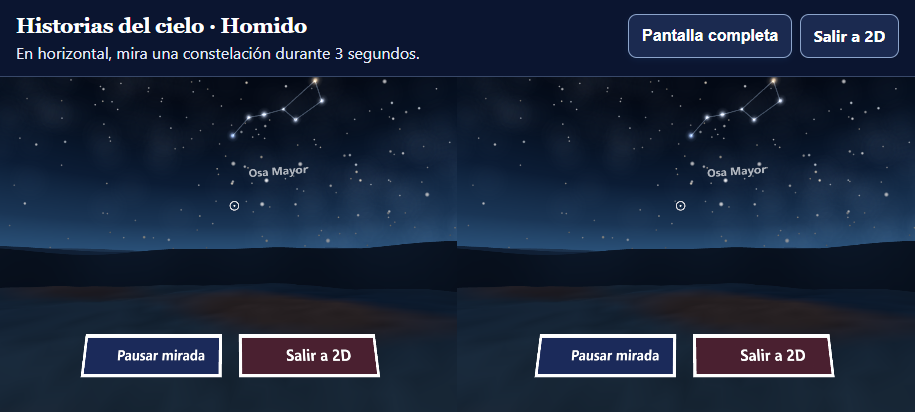 Historias del cielo · Homido
En horizontal, mira una constelación durante 3 segundos.
Pantalla completa
Salir a 2D
Osa Mayor
Osa Mayor
Pausar mirada
Salir a 2D
Pausar mirada
Salir a 2D